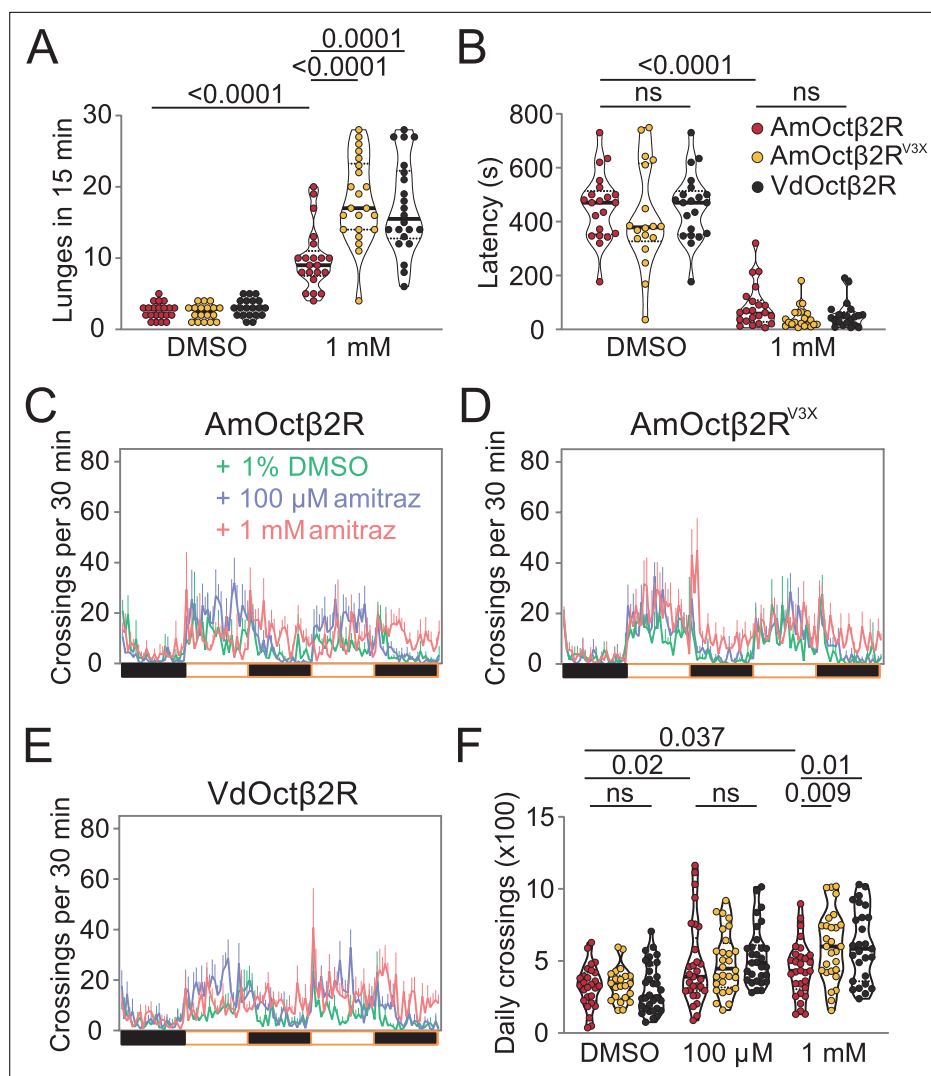 A
0.0001
<0.0001
<0.0001
Lunges in 15 min
30
20
10
0
DMSO
1 mM
B
<0.0001
ns
ns
Latency (s)
800
600
400
200
0
AmOctβ2R
AmOctβ2R^V3X
VdOctβ2R
DMSO
1 mM
C
AmOctβ2R
Crossings per 30 min
80
60
40
20
0
+ 1% DMSO
+ 100 µM amitraz
+ 1 mM amitraz
D
AmOctβ2R^V3X
Crossings per 30 min
80
60
40
20
0
E
VdOctβ2R
Crossings per 30 min
80
60
40
20
0
F
0.037
0.02
0.01
ns
ns
0.009
Daily crossings (x100)
15
10
5
0
DMSO
100 µM
1 mM